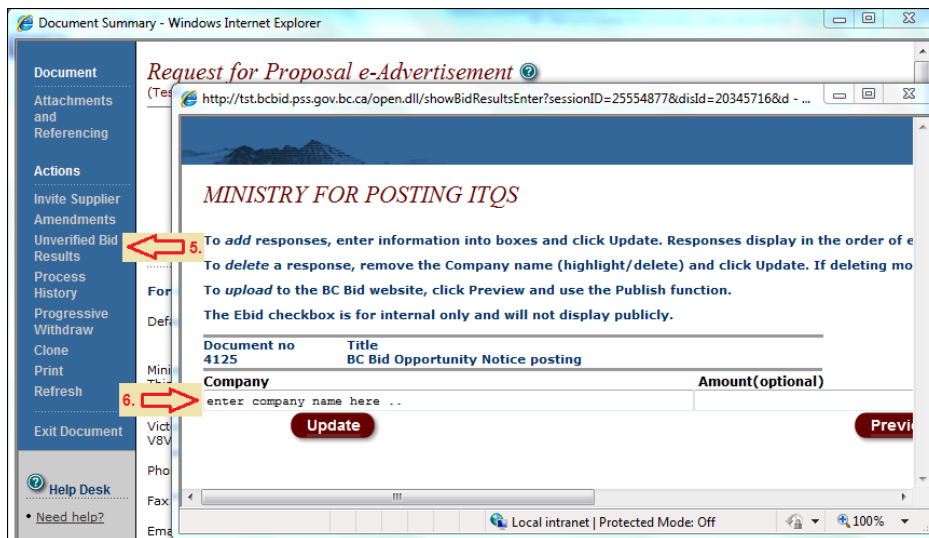 Document Summary - Windows Internet Explorer
Document
Attachments
and
Referencing
Actions
Invite Supplier
Amendments
Unverified Bid
Results
Process
History
Progressive
Withdraw
Clone
Print
Refresh
Exit Document
Help Desk
Need help?
Request for Proposal e-Advertisement
5.
6.
Victo
V8V
Pho
Fax
http://tst.bcbid.pss.gov.bc.ca/open.dll/showBidResultsEnter?sessionID=25554877&disId=20345716&d - ...
MINISTRY FOR POSTING ITQS
To add responses, enter information into boxes and click Update. Responses display in the order of e
To delete a response, remove the Company name (highlight/delete) and click Update. If deleting mo
To upload to the BC Bid website, click Preview and use the Publish function.
The Ebid checkbox is for internal only and will not display publicly.
Document no Title
4125 BC Bid Opportunity Notice posting
Company Amount(optional)
enter company name here ..
Update Previ
Local intranet | Protected Mode: Off 100%